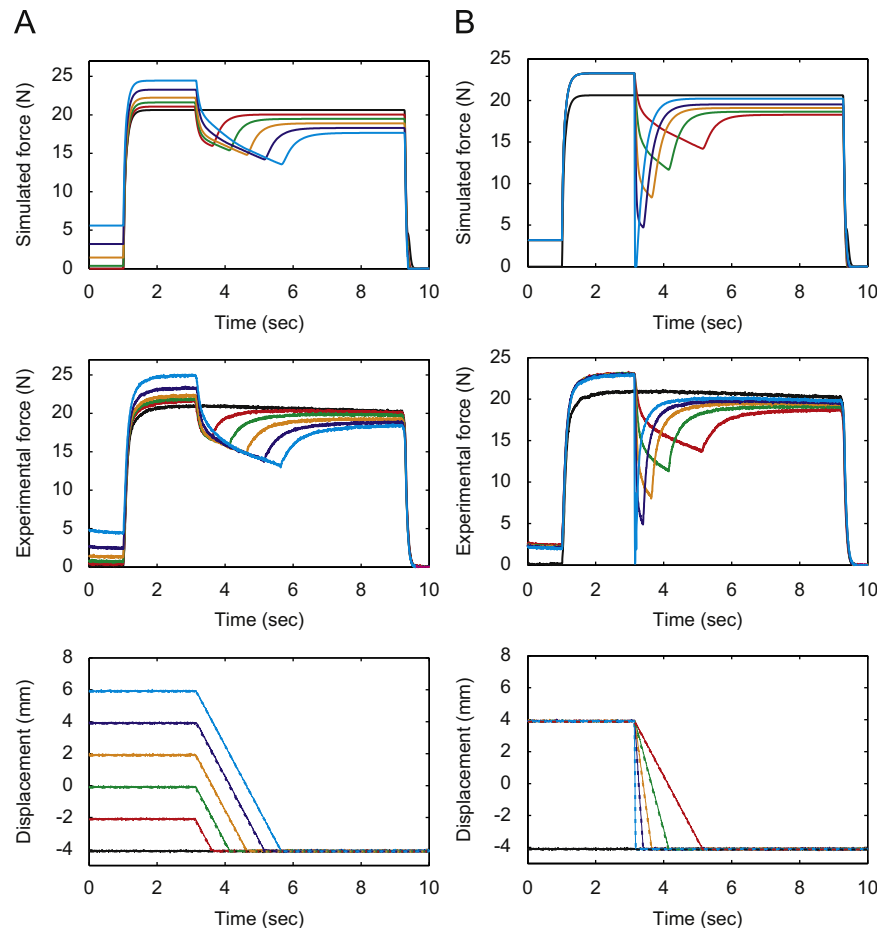 A
B
Simulated force (N)
25
20
15
10
5
0
0 2 4 6 8 10
Time (sec)
Simulated force (N)
25
20
15
10
5
0
0 2 4 6 8 10
Time (sec)
Experimental force (N)
25
20
15
10
5
0
0 2 4 6 8 10
Time (sec)
Experimental force (N)
25
20
15
10
5
0
0 2 4 6 8 10
Time (sec)
Displacement (mm)
8
6
4
2
0
-2
-4
0 2 4 6 8 10
Time (sec)
Displacement (mm)
8
6
4
2
0
-2
-4
0 2 4 6 8 10
Time (sec)